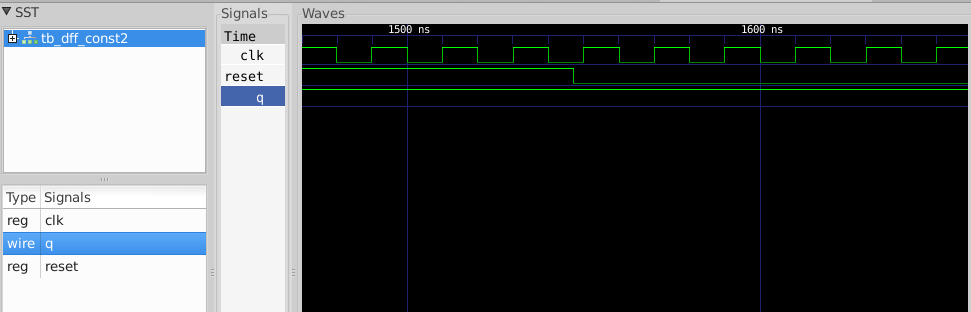 SST
tb_dff_const2
Type Signals
reg clk
wire q
reg reset
Signals
Time
clk
reset
q
Waves
1500 ns 1600 ns